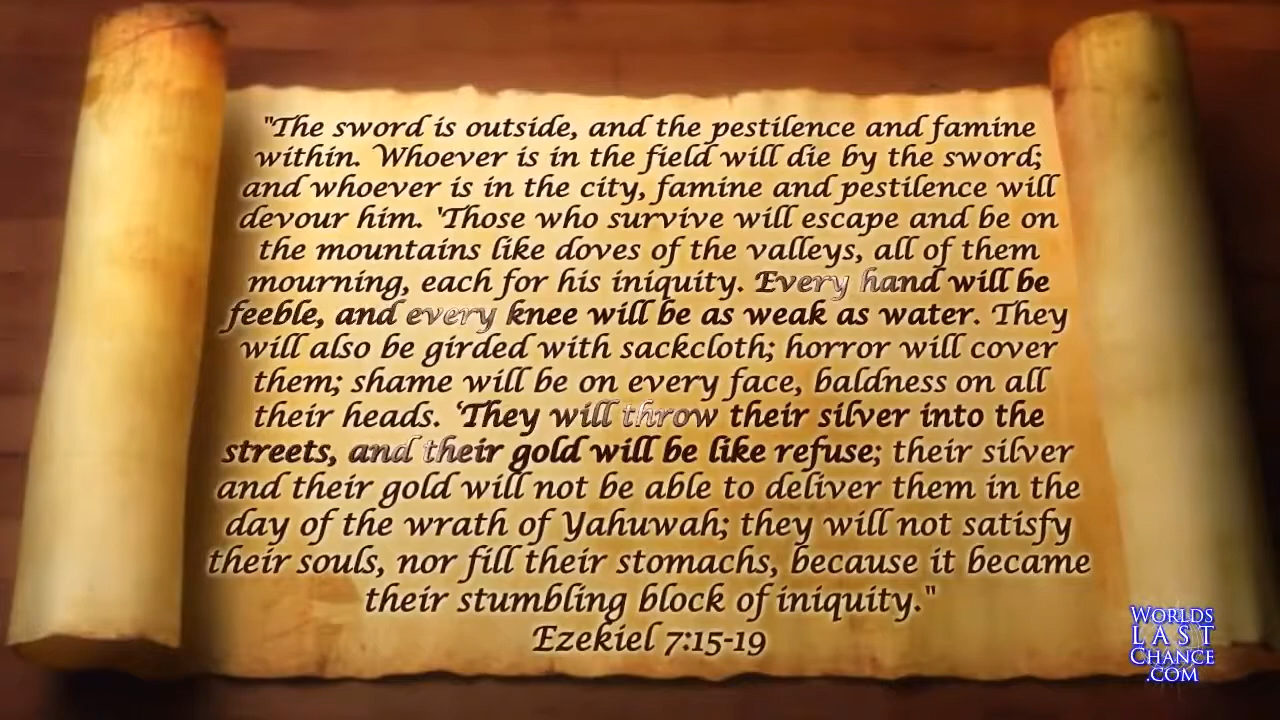 "The sword is outside, and the pestilence and famine
within. Whoever is in the field will die by the sword;
and whoever is in the city, famine and pestilence will
devour him. 'Those who survive will escape and be on
the mountains like doves of the valleys, all of them
mourning, each for his iniquity. Every hand will be
feeble, and every knee will be as weak as water. They
will also be girded with sackcloth; horror will cover
them; shame will be on every face, baldness on all
their heads. 'They will throw their silver into the
streets, and their gold will be like refuse; their silver
and their gold will not be able to deliver them in the
day of the wrath of Yahuwah; they will not satisfy
their souls, nor fill their stomachs, because it became
their stumbling block of iniquity."
Ezekiel 7:15-19
WORLDS
LAST
CHANCE
.COM